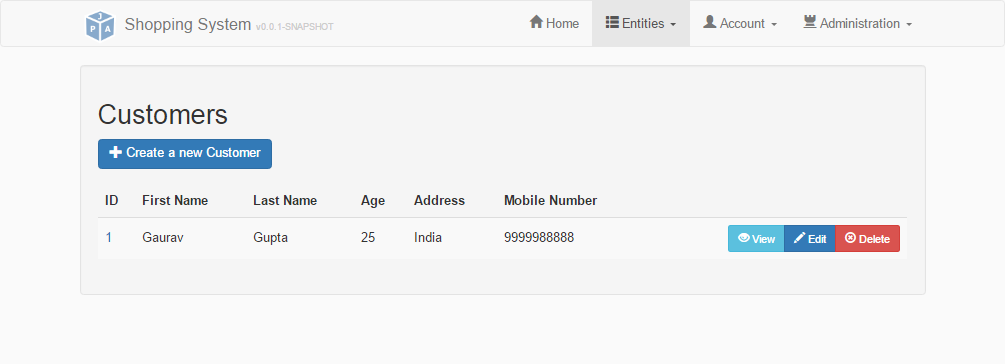 J P A Shopping System v0.0.1-SNAPSHOT Home Entities Account Administration
Customers
Create a new Customer
ID First Name Last Name Age Address Mobile Number
1 Gaurav Gupta 25 India 9999988888 View Edit Delete